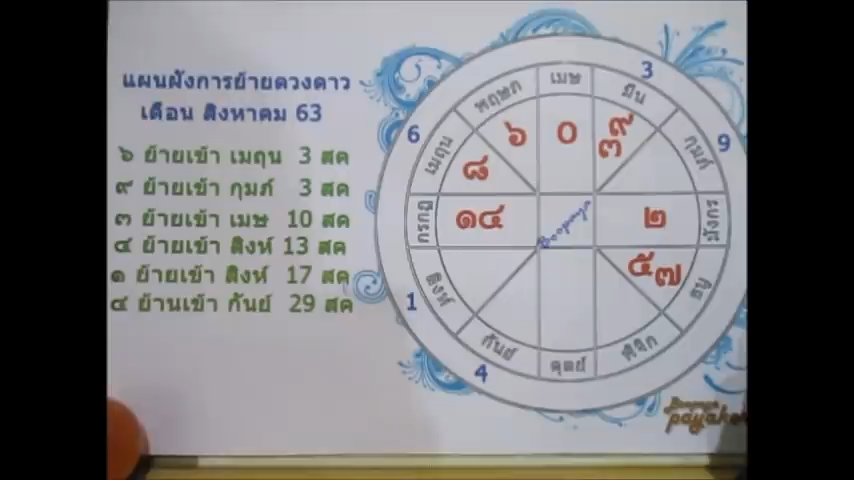 แผนผังการย้ายดวงดาว
เดือน สิงหาคม 63
๖ ย้ายเข้า เมถุน 3 สค
๙ ย้ายเข้า กุมภ์ 3 สค
๓ ย้ายเข้า เมษ 10 สค
๔ ย้ายเข้า สิงห์ 13 สค
๑ ย้ายเข้า สิงห์ 17 สค
๔ ย้านเข้า กันย์ 29 สค
3
เมษ
พฤษภ
มีน
6
9
เมถุน
กุมภ์
๖
0
๓๙
๘
กรกฎ
๑๔
Boopaya
๒
มังกร
๕๗
สิงห์
ธนู
1
กันย์
ตุลย์
พิจิก
4
Boopaya
payakorn